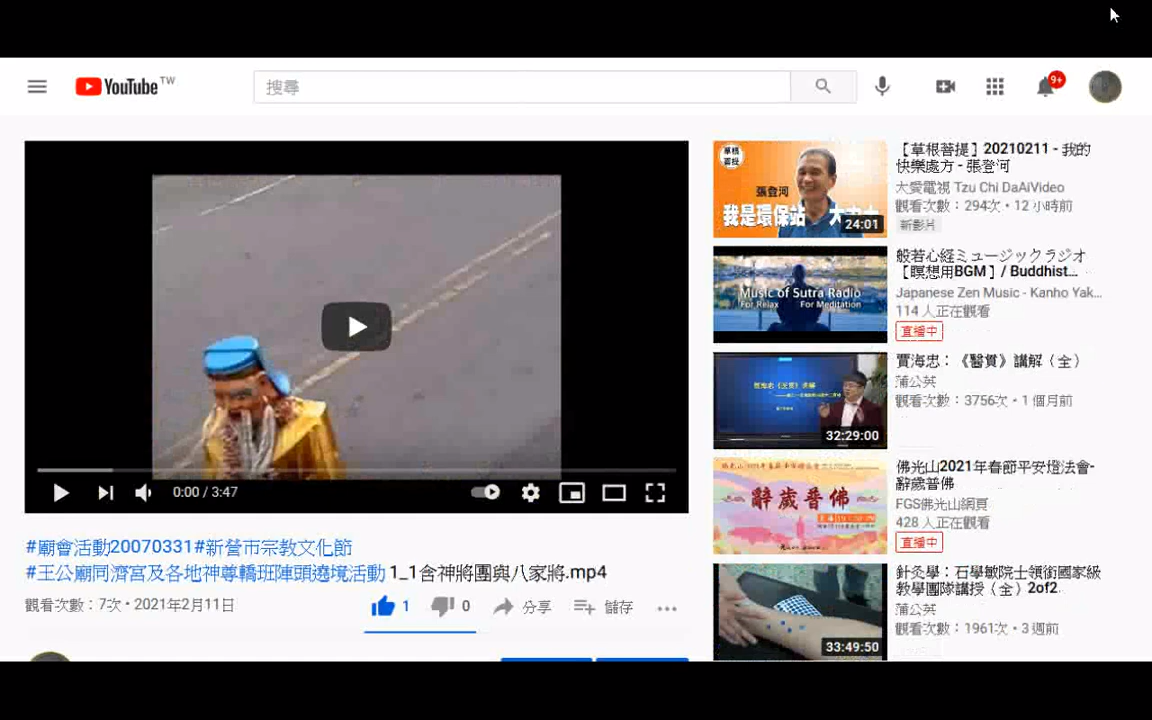 YouTube TW
搜尋
9+
0:00 / 3:47
#廟會活動20070331#新營市宗教文化節
#王公廟同濟宮及各地神尊轎班陣頭遶境活動 1_1含神將團與八家將.mp4
觀看次數：7次・2021年2月11日
1
0
分享
儲存
草根
菩提
張登河
我是環保站
24:01
【草根菩提】20210211 - 我的
快樂處方 - 張登河
大愛電視 Tzu Chi DaAiVideo
觀看次數：294次・12 小時前
新影片
Music of Sutra Radio
For Relax For Meditation
般若心経ミュージックラジオ
【瞑想用BGM】/ Buddhist...
Japanese Zen Music - Kanho Yak...
114 人正在觀看
直播中
32:29:00
賈海忠：《醫貫》講解（全）
蒲公英
觀看次數：3756次・1 個月前
辭歲普佛
佛光山2021年春節平安燈法會-
辭歲普佛
FGS佛光山網頁
428 人正在觀看
直播中
33:49:50
針灸學：石學敏院士領銜國家級
教學團隊講授（全）2of2
蒲公英
觀看次數：1961次・3 週前